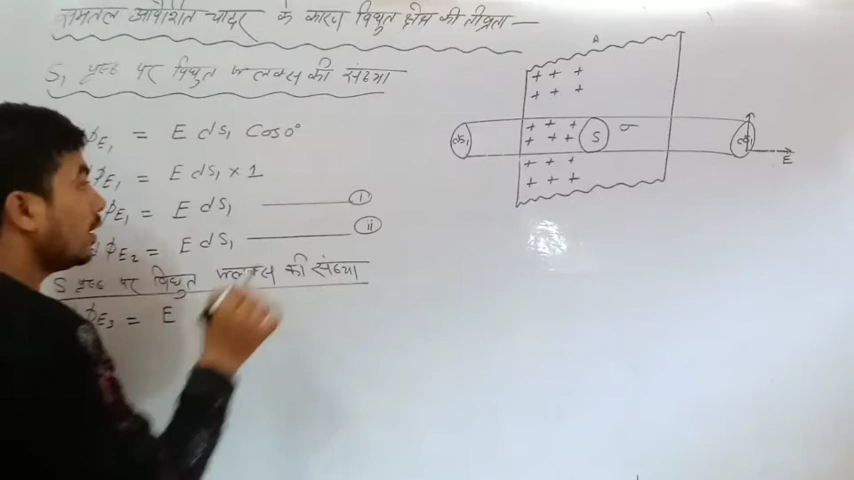 समतल आवेशित चादर के कारण विद्युत क्षेत्र की तीव्रता —
S₁ पृष्ठ पर विद्युत फ्लक्स की संख्या
ϕE₁ = E ds₁ Cos0°
ϕE₁ = E ds₁ × 1
ϕE₁ = E ds₁ — (i)
ϕE₂ = E ds₁ — (ii)
S पृष्ठ पर विद्युत फ्लक्स की संख्या
ϕE₃ = E
A
+ + +
+ + +
+ + +
+ + +
+ + +
+ + +
ds₁
S
σ
ds₁
E